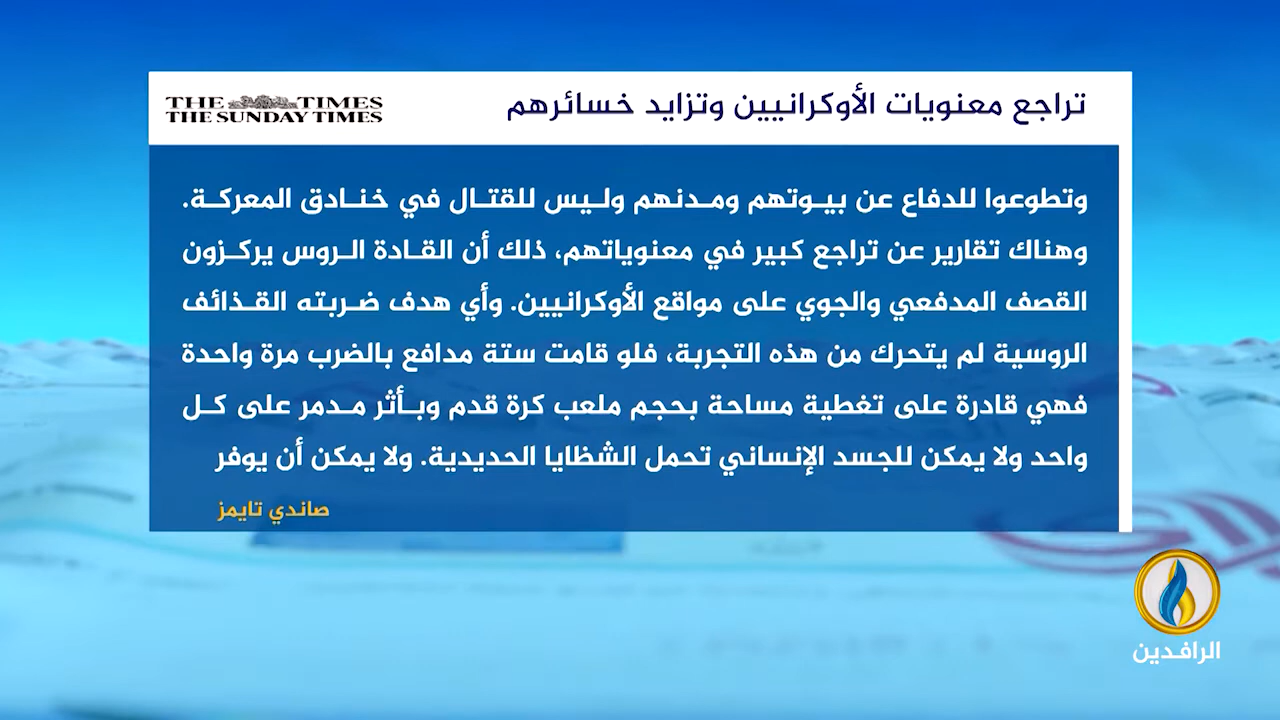 تراجع معنويات الأوكرانيين وتزايد خسائرهم
THE TIMES
THE SUNDAY TIMES
وتطوعوا للدفاع عن بيوتهم ومدنهم وليس للقتال في خنادق المعركة.
وهناك تقارير عن تراجع كبير في معنوياتهم، ذلك أن القادة الروس يركزون
القصف المدفعي والجوي على مواقع الأوكرانيين. وأي هدف ضربته القذائف
الروسية لم يتحرك من هذه التجربة، فلو قامت ستة مدافع بالضرب مرة واحدة
فهي قادرة على تغطية مساحة بحجم ملعب كرة قدم وبأثر مدمر على كل
واحد ولا يمكن للجسد الإنساني تحمل الشظايا الحديدية. ولا يمكن أن يوفر
صاندي تايمز
الرافدين